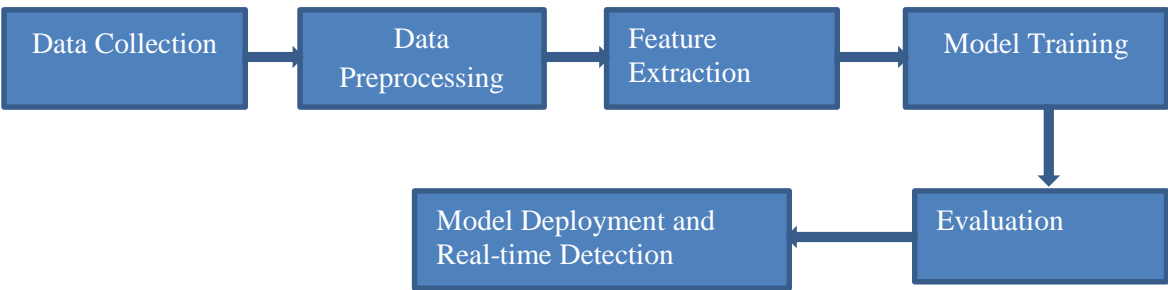 Data Collection
Data
Preprocessing
Feature
Extraction
Model Training
Evaluation
Model Deployment and
Real-time Detection